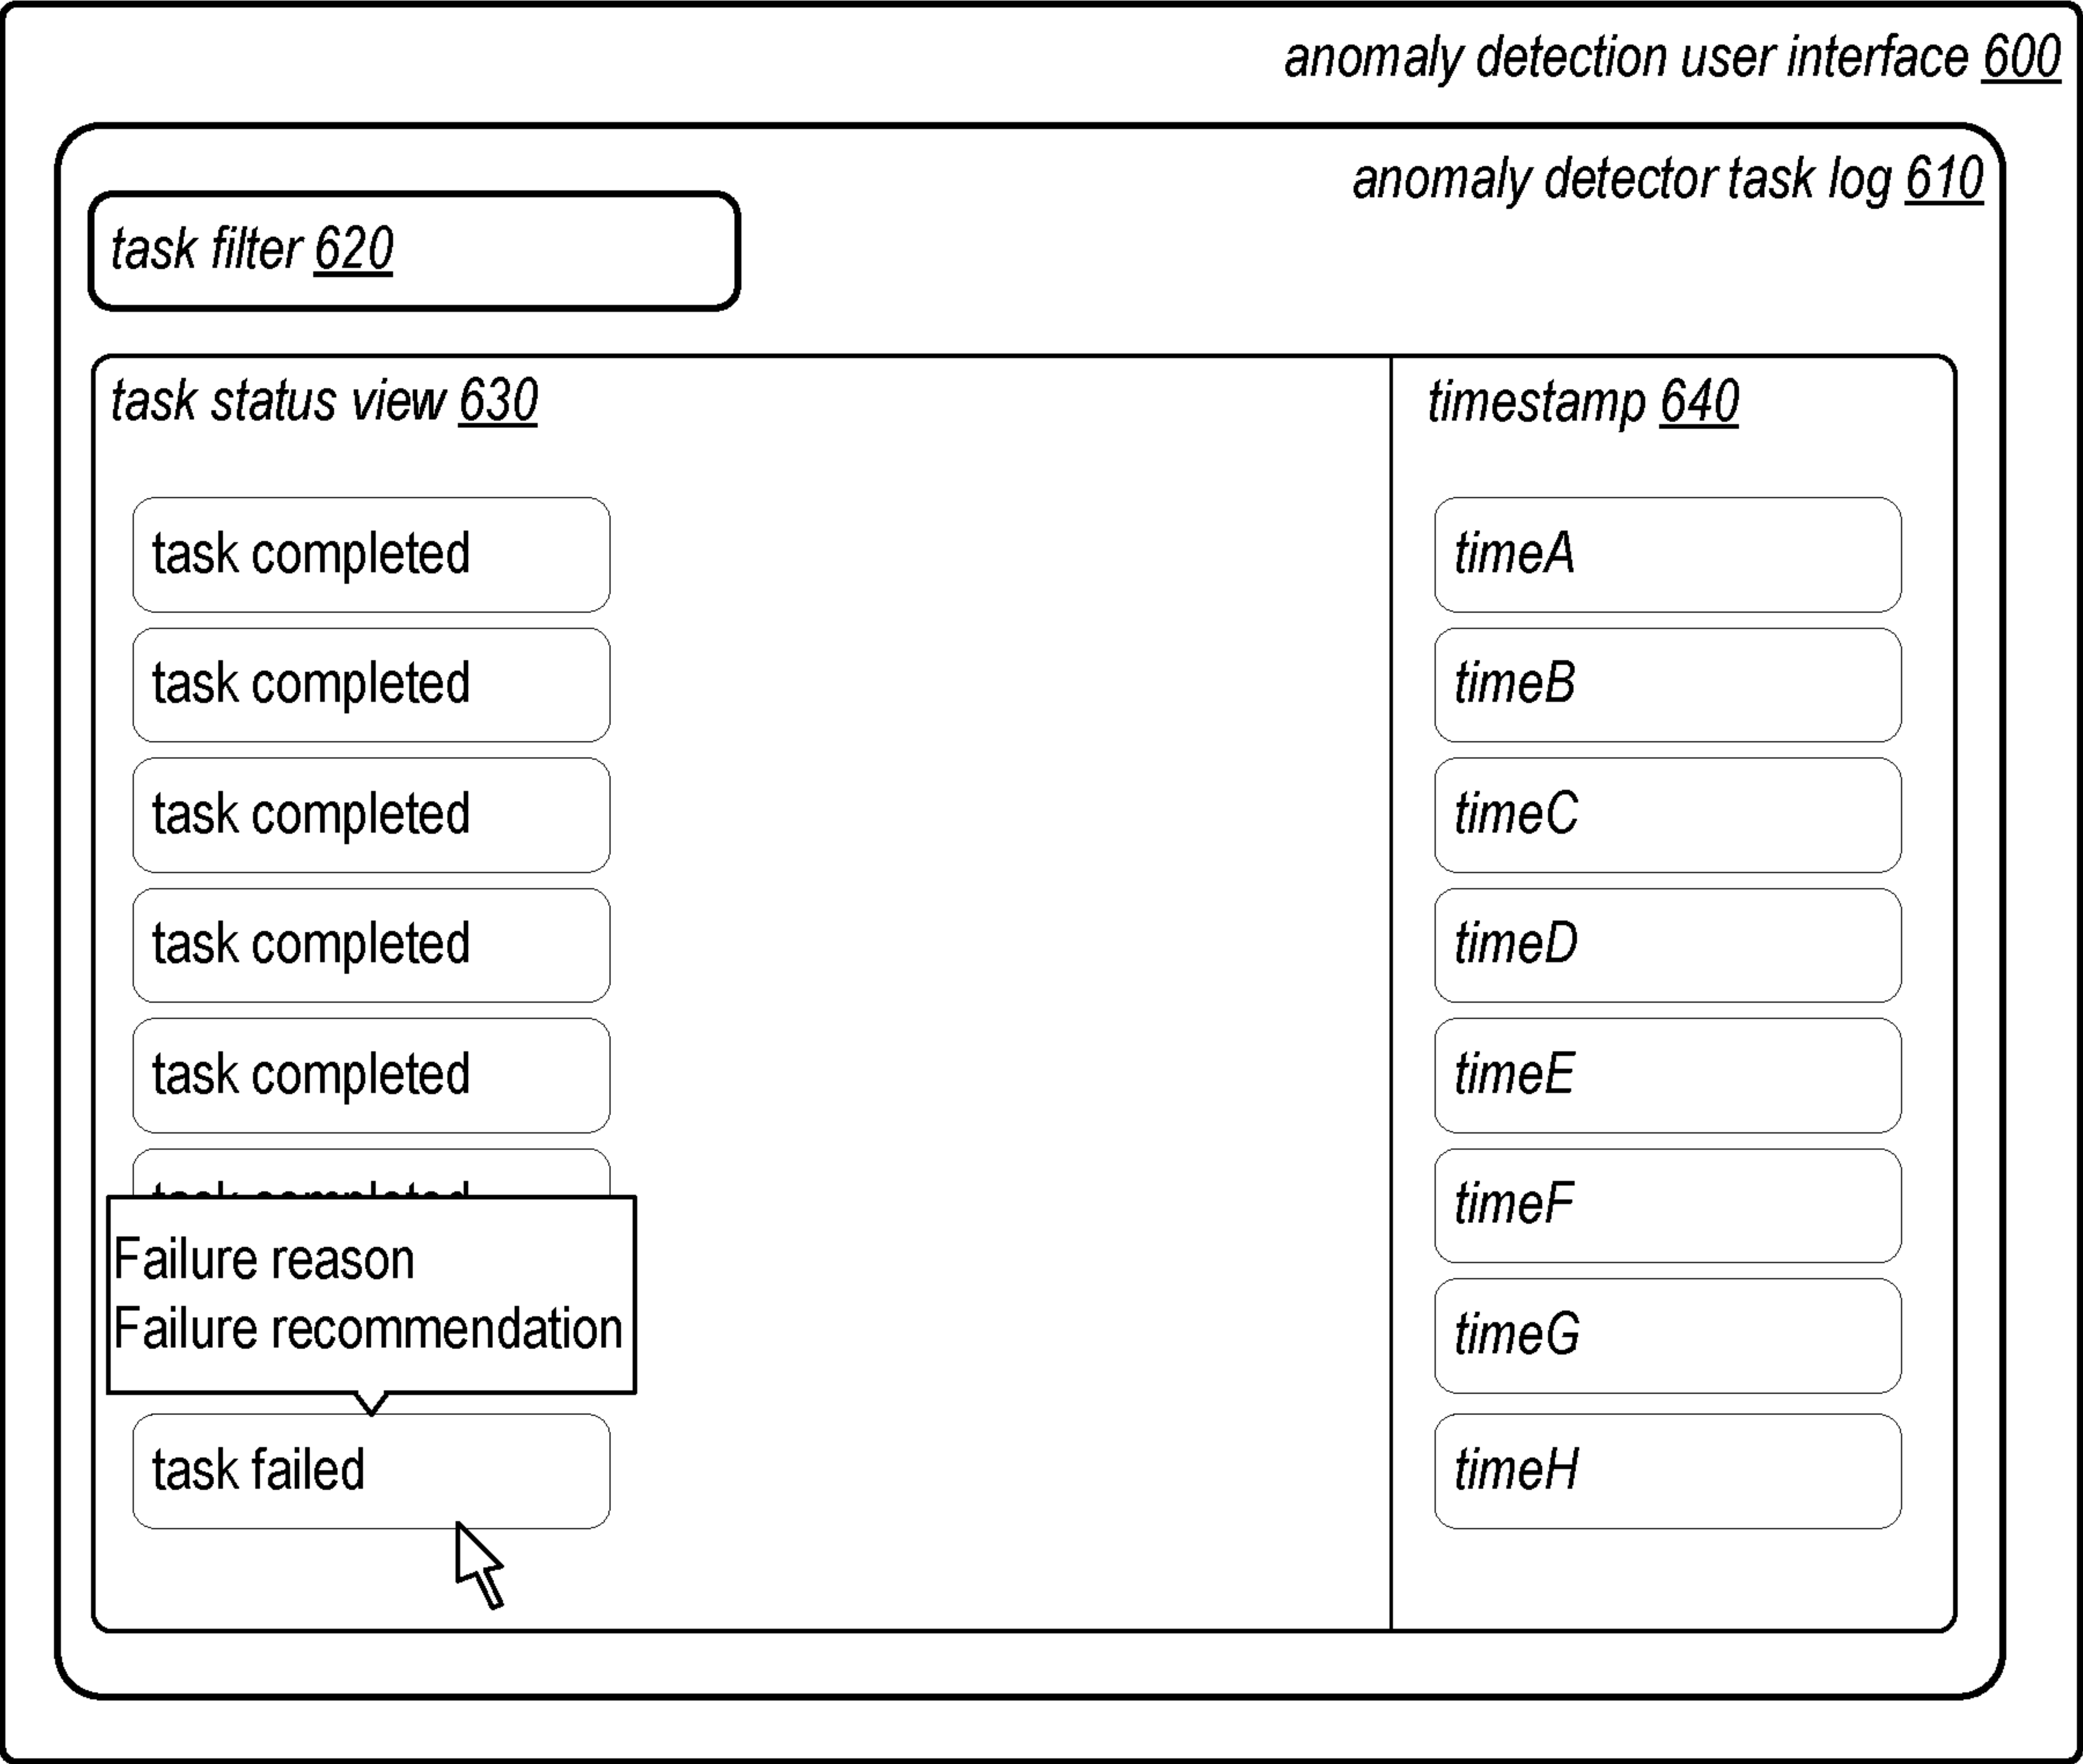 anomaly detection user interface 600
anomaly detector task log 610
task filter 620
task status view 630
timestamp 640
task completed
timeA
task completed
timeB
task completed
timeC
task completed
timeD
task completed
timeE
task completed
timeF
Failure reason
Failure recommendation
timeG
task failed
timeH